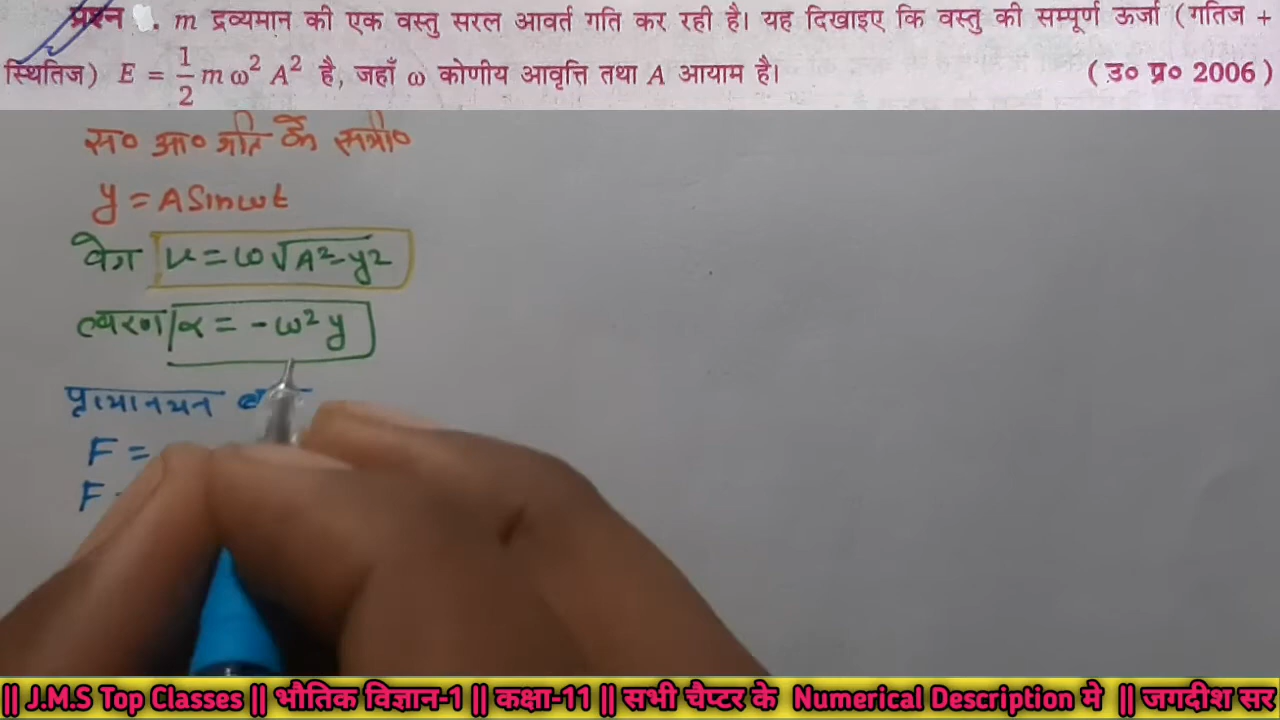 प्रश्न . m द्रव्यमान की एक वस्तु सरल आवर्त गति कर रही है। यह दिखाइए कि वस्तु की सम्पूर्ण ऊर्जा (गतिज +
स्थितिज) E = 1/2 m ω² A² है, जहाँ ω कोणीय आवृत्ति तथा A आयाम है। (उ० प्र० 2006)
स० आ० गति के समी०
y = A Sin ωt
वेग u = ω√A²-y²
त्वरण α = -ω² y
प्रत्यानयन
F =
F
|| J.M.S Top Classes || भौतिक विज्ञान-1 || कक्षा-11 || सभी चैप्टर के Numerical Description मे || जगदीश सर